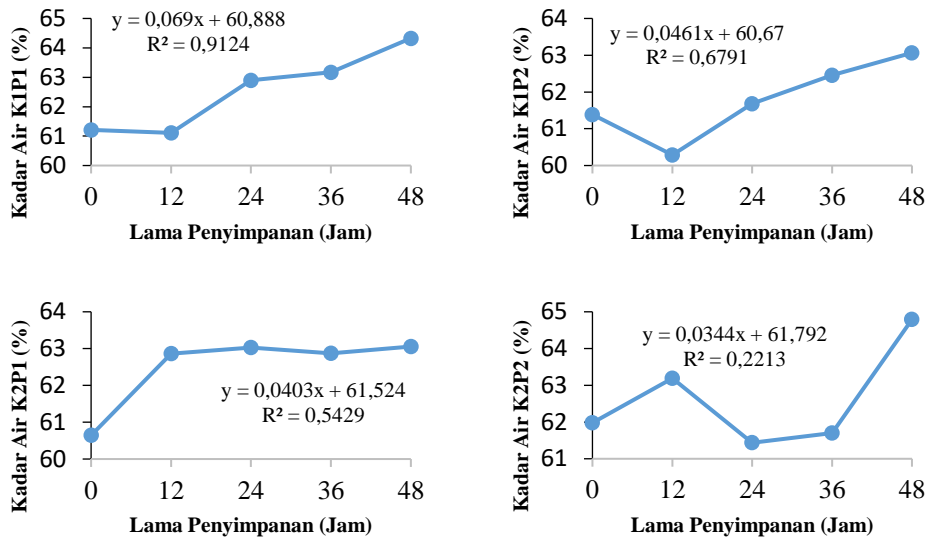 Kadar Air K1P1 (%)
65
64
63
62
61
60
y = 0,069x + 60,888
R² = 0,9124
0 12 24 36 48
Lama Penyimpanan (Jam)
Kadar Air K1P2 (%)
64
63
62
61
60
y = 0,0461x + 60,67
R² = 0,6791
0 12 24 36 48
Lama Penyimpanan (Jam)
Kadar Air K2P1 (%)
64
63
62
61
60
y = 0,0403x + 61,524
R² = 0,5429
0 12 24 36 48
Lama Penyimpanan (Jam)
Kadar Air K2P2 (%)
65
64
63
62
61
y = 0,0344x + 61,792
R² = 0,2213
0 12 24 36 48
Lama Penyimpanan (Jam)